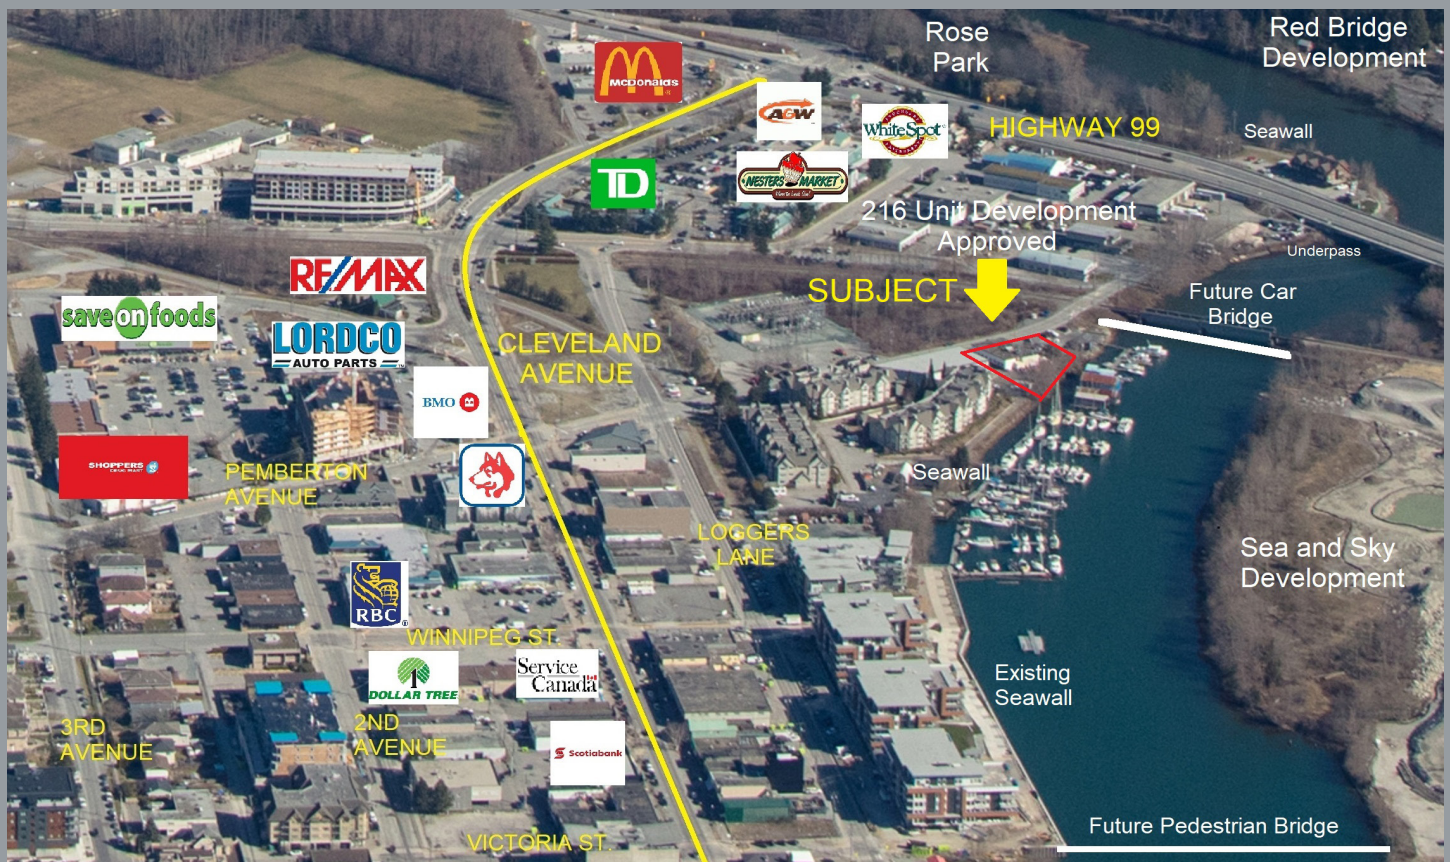 Rose
Park
Red Bridge
Development
McDonalds
A&W
White Spot
HIGHWAY 99
Seawall
TD
NESTERS MARKET
216 Unit Development
Approved
Underpass
RE/MAX
SUBJECT
Future Car
Bridge
save on foods
LORDCO
AUTO PARTS
CLEVELAND
AVENUE
BMO
SHOPPERS
DRUG MART
PEMBERTON
AVENUE
Seawall
LOGGERS
LANE
Sea and Sky
Development
RBC
WINNIPEG ST.
DOLLAR TREE
Service
Canada
Existing
Seawall
3RD
AVENUE
2ND
AVENUE
Scotiabank
Future Pedestrian Bridge
VICTORIA ST.